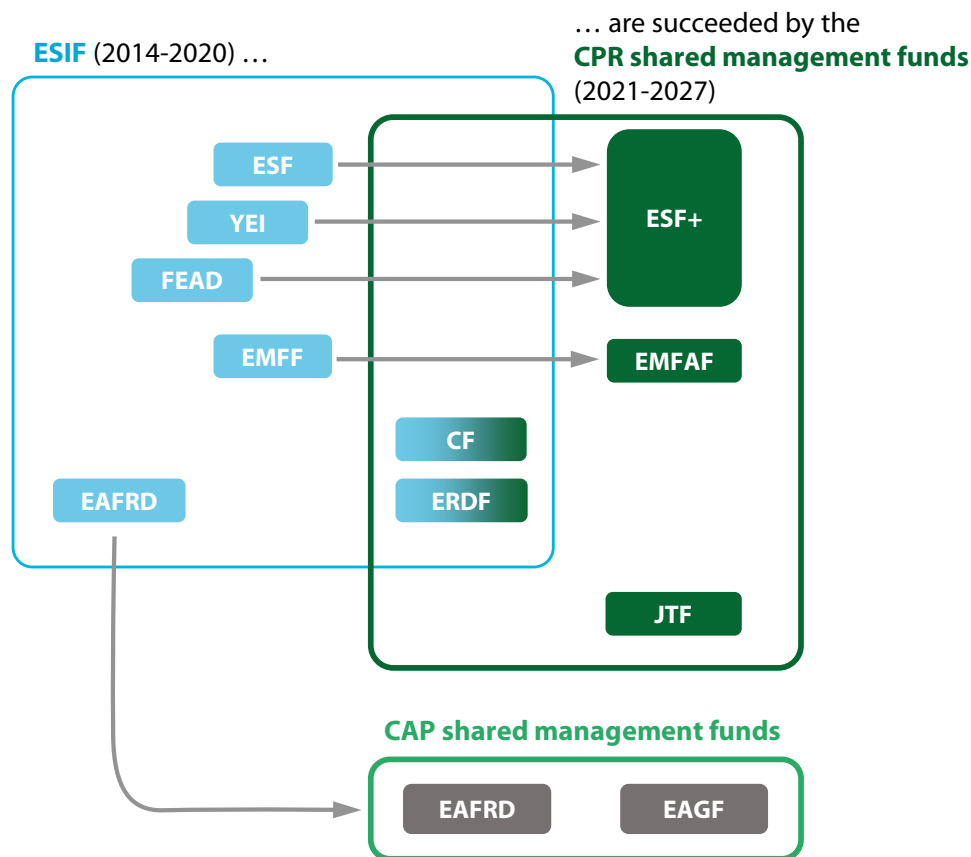 ESIF (2014-2020) …
… are succeeded by the
CPR shared management funds
(2021-2027)
ESF
YEI
FEAD
EMFF
EAFRD
CF
ERDF
ESF+
EMFAF
JTF
CAP shared management funds
EAFRD
EAGF